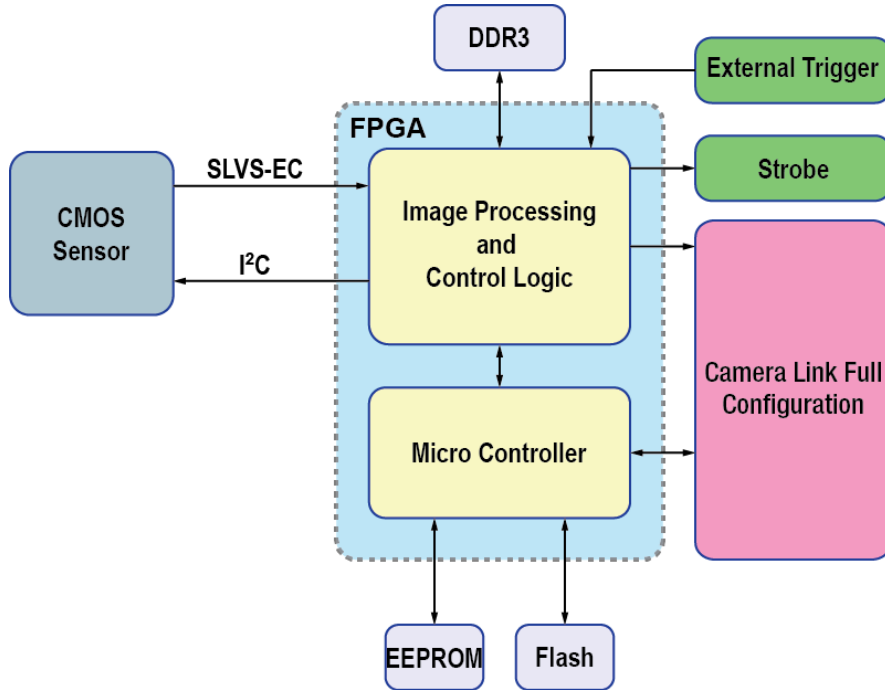 DDR3
External Trigger
FPGA
SLVS-EC
Strobe
CMOS
Sensor
Image Processing
and
Control Logic
I²C
Camera Link Full
Configuration
Micro Controller
EEPROM
Flash